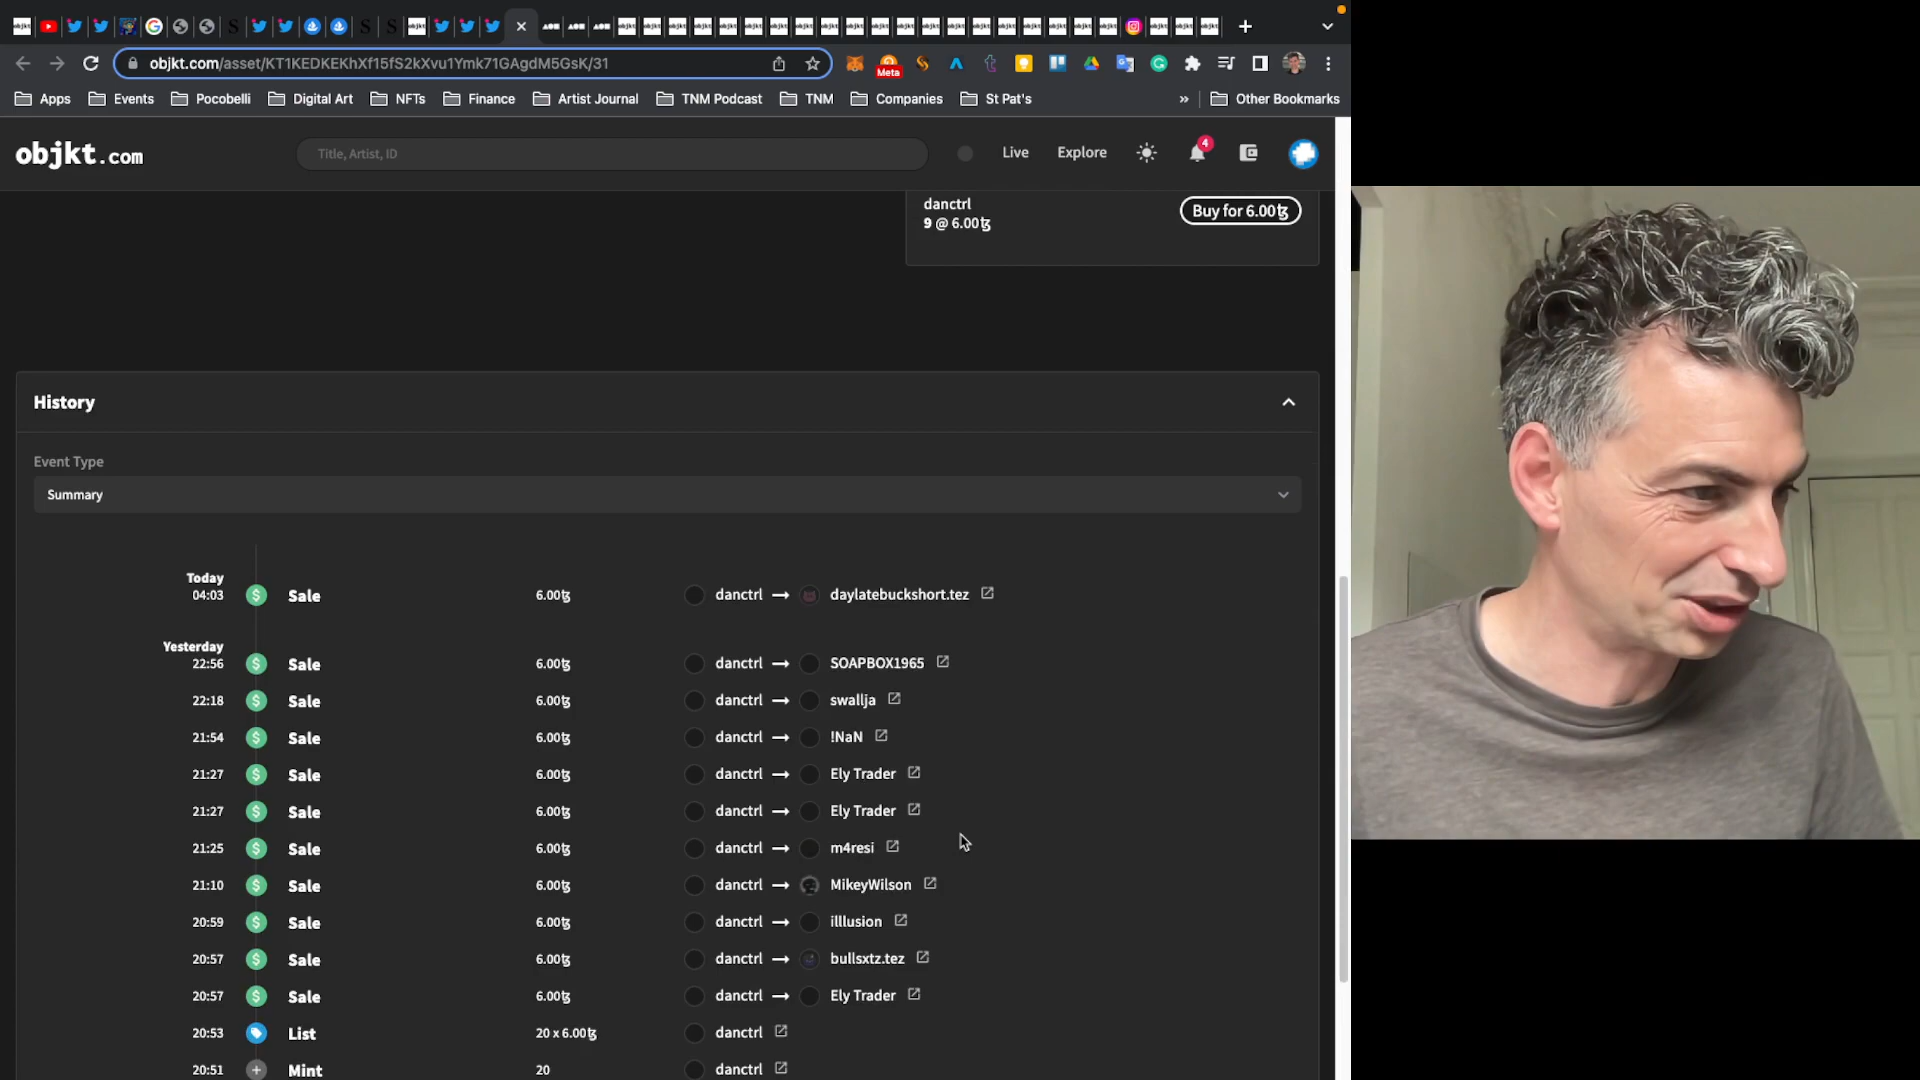 objkt.com/asset/KT1KEDKEKhXf15fS2kXvu1Ymk71GAgdM5GsK/31
Meta
Apps Events Pocobelli Digital Art NFTs Finance Artist Journal TNM Podcast TNM Companies St Pat's » Other Bookmarks
objkt.com Title, Artist, ID Live Explore 4
danctrl
9 @ 6.00ꜩ
Buy for 6.00ꜩ
History
Event Type
Summary
Today
04:03 Sale 6.00ꜩ danctrl → daylatebuckshort.tez
Yesterday
22:56 Sale 6.00ꜩ danctrl → SOAPBOX1965
22:18 Sale 6.00ꜩ danctrl → swallja
21:54 Sale 6.00ꜩ danctrl → !NaN
21:27 Sale 6.00ꜩ danctrl → Ely Trader
21:27 Sale 6.00ꜩ danctrl → Ely Trader
21:25 Sale 6.00ꜩ danctrl → m4resi
21:10 Sale 6.00ꜩ danctrl → MikeyWilson
20:59 Sale 6.00ꜩ danctrl → illlusion
20:57 Sale 6.00ꜩ danctrl → bullsxtz.tez
20:57 Sale 6.00ꜩ danctrl → Ely Trader
20:53 List 20 x 6.00ꜩ danctrl
20:51 Mint 20 danctrl